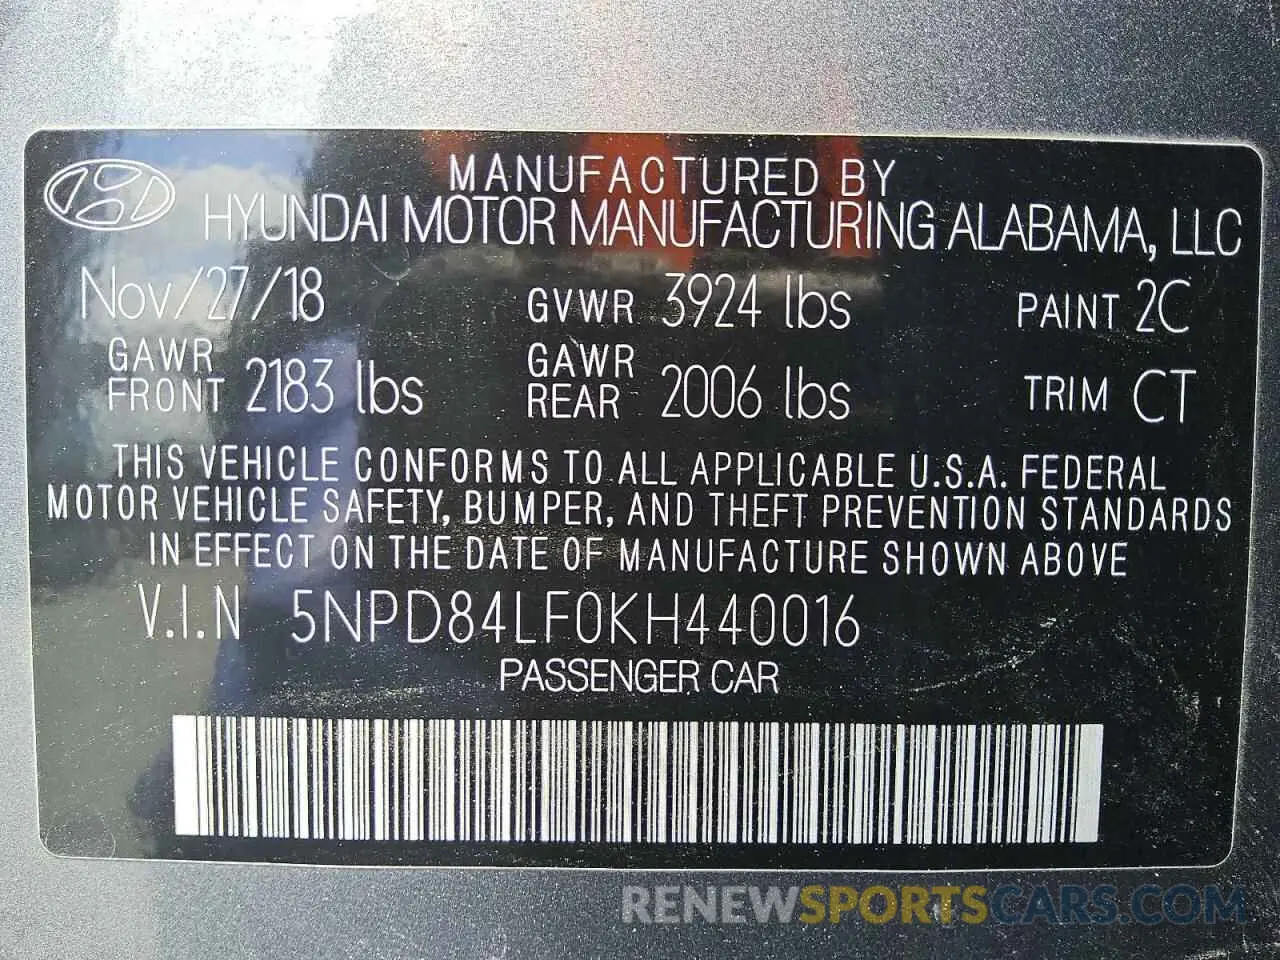 MANUFACTURED BY
HYUNDAI MOTOR MANUFACTURING ALABAMA, LLC
Nov/27/18 GVWR 3924 lbs PAINT 2C
GAWR FRONT 2183 lbs GAWR REAR 2006 lbs TRIM CT
THIS VEHICLE CONFORMS TO ALL APPLICABLE U.S.A. FEDERAL
MOTOR VEHICLE SAFETY, BUMPER, AND THEFT PREVENTION STANDARDS
IN EFFECT ON THE DATE OF MANUFACTURE SHOWN ABOVE
V.I.N 5NPD84LF0KH440016
PASSENGER CAR
RENEWSPORTSCARS.COM